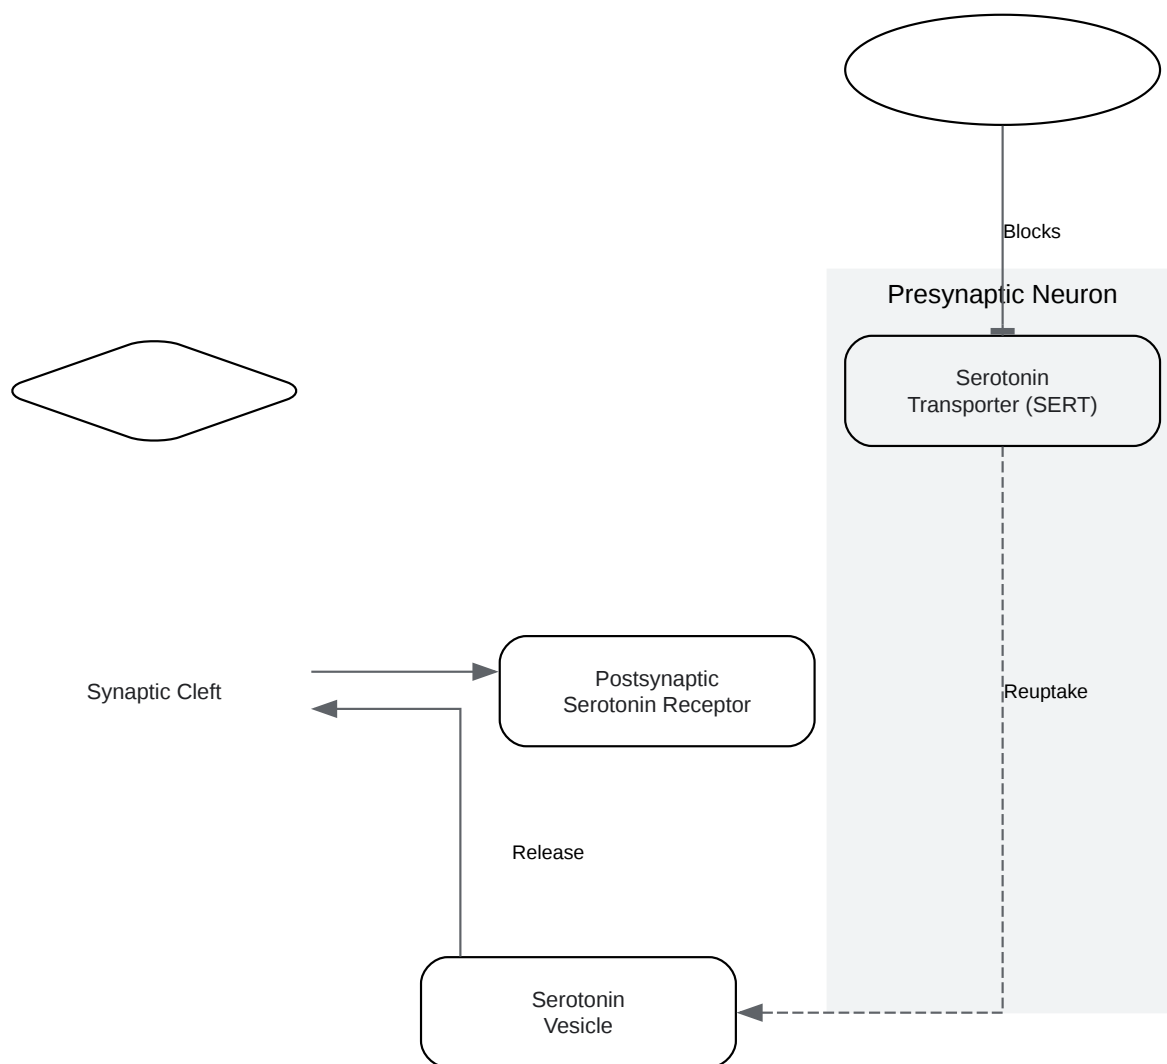 Blocks
Presynaptic Neuron
Serotonin
Transporter (SERT)
Postsynaptic
Serotonin Receptor
Synaptic Cleft
Reuptake
Release
Serotonin
Vesicle